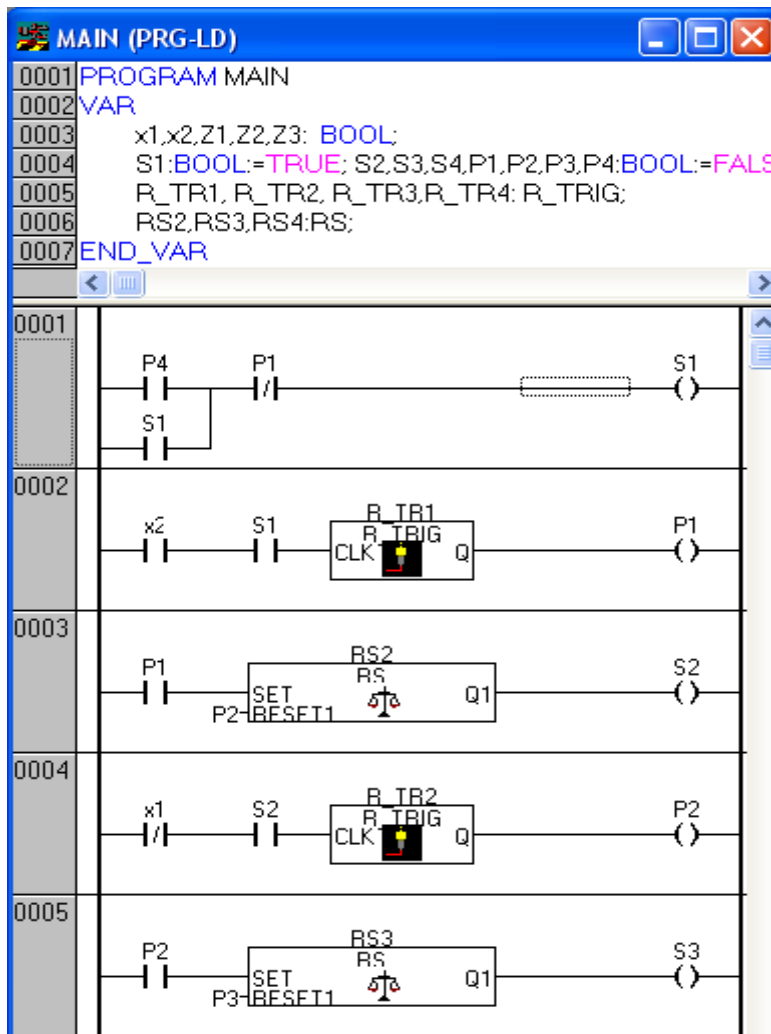 MAIN (PRG-LD)
0001 PROGRAM MAIN
0002 VAR
0003 x1,x2,Z1,Z2,Z3: BOOL;
0004 S1:BOOL:=TRUE; S2,S3,S4,P1,P2,P3,P4:BOOL:=FALS
0005 R_TR1, R_TR2, R_TR3,R_TR4: R_TRIG;
0006 RS2,RS3,RS4:RS;
0007 END_VAR
0001
P4 P1 S1
S1
0002
x2 S1 R_TR1 P1
R_TRIG
CLK Q
0003
P1 RS2 S2
RS
SET Q1
P2 RESET1
0004
x1 S2 R_TR2 P2
R_TRIG
CLK Q
0005
P2 RS3 S3
RS
SET Q1
P3 RESET1